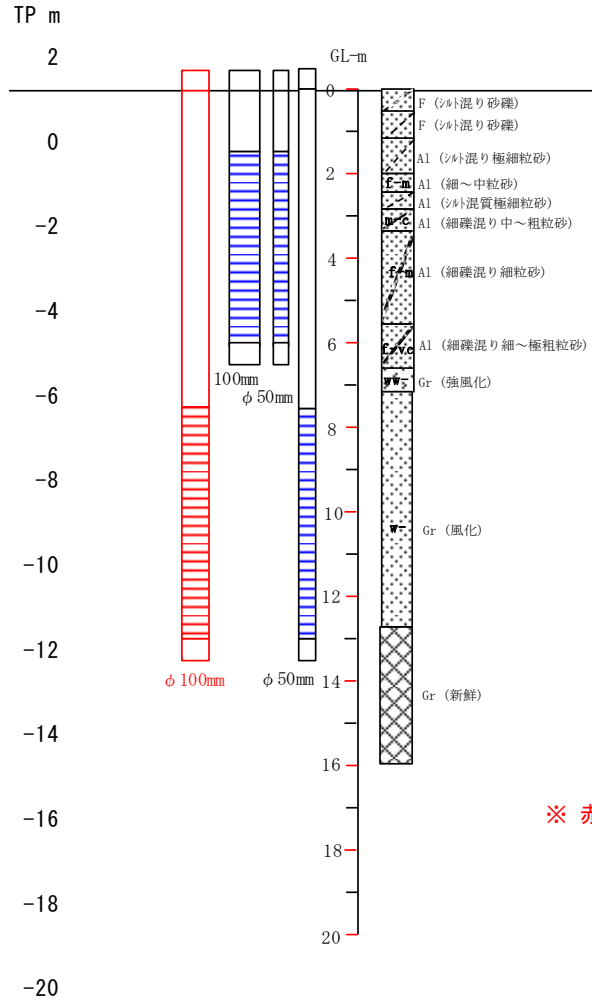 TP m
2
0
-2
-4
-6
-8
-10
-12
-14
-16
-18
-20
GL-m
0
2
4
6
8
10
12
14
16
18
20
100mm
φ50mm
φ100mm
φ50mm
F (ｼﾙﾄ混り砂礫)
F (ｼﾙﾄ混り砂礫)
Al (ｼﾙﾄ混り極細粒砂)
f-m
Al (細～中粒砂)
Al (ｼﾙﾄ混質極細粒砂)
m-c
Al (細礫混り中～粗粒砂)
f-m
Al (細礫混り細粒砂)
f-vc
Al (細礫混り細～極粗粒砂)
ww-
Gr (強風化)
w-
Gr (風化)
Gr (新鮮)
※ 赤